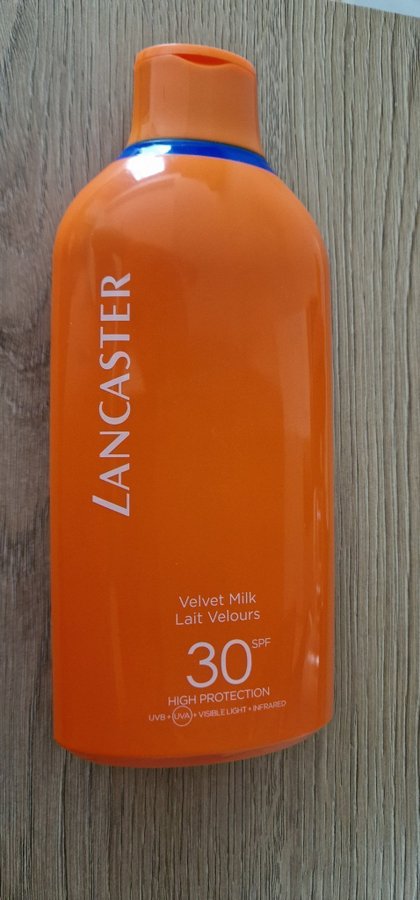 LANCASTER
Velvet Milk
Lait Velours
30 SPF
HIGH PROTECTION
UVB + UVA + VISIBLE LIGHT + INFRARED